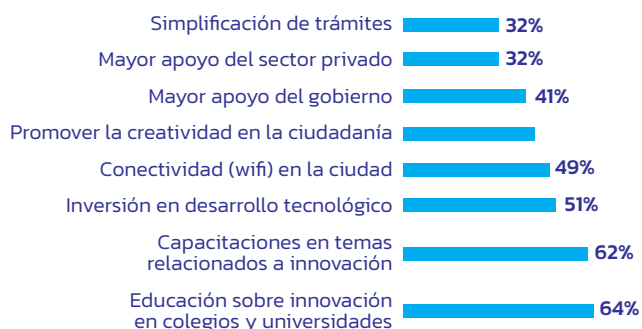 Simplificación de trámites 32%
Mayor apoyo del sector privado 32%
Mayor apoyo del gobierno 41%
Promover la creatividad en la ciudadanía
Conectividad (wifi) en la ciudad 49%
Inversión en desarrollo tecnológico 51%
Capacitaciones en temas
relacionados a innovación 62%
Educación sobre innovación
en colegios y universidades 64%